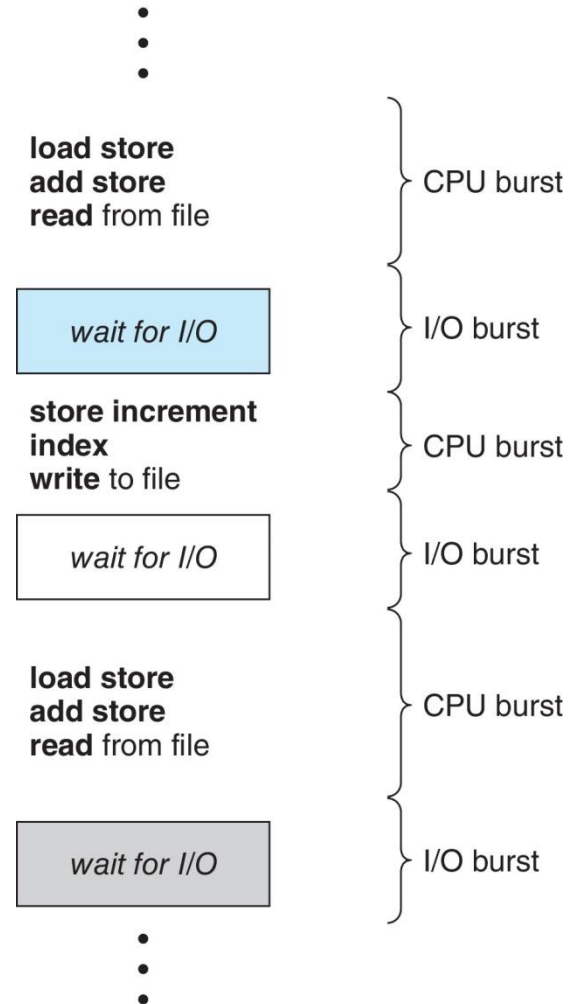 load store
add store
read from file
CPU burst
wait for I/O
I/O burst
store increment
index
write to file
CPU burst
wait for I/O
I/O burst
load store
add store
read from file
CPU burst
wait for I/O
I/O burst